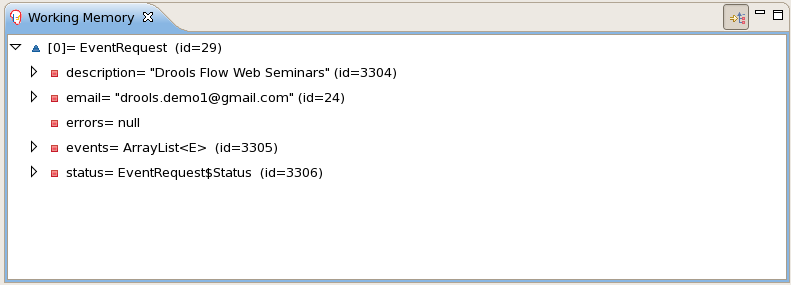 Working Memory
[0]= EventRequest (id=29)
description= "Drools Flow Web Seminars" (id=3304)
email= "drools.demo1@gmail.com" (id=24)
errors= null
events= ArrayList<E> (id=3305)
status= EventRequest$Status (id=3306)